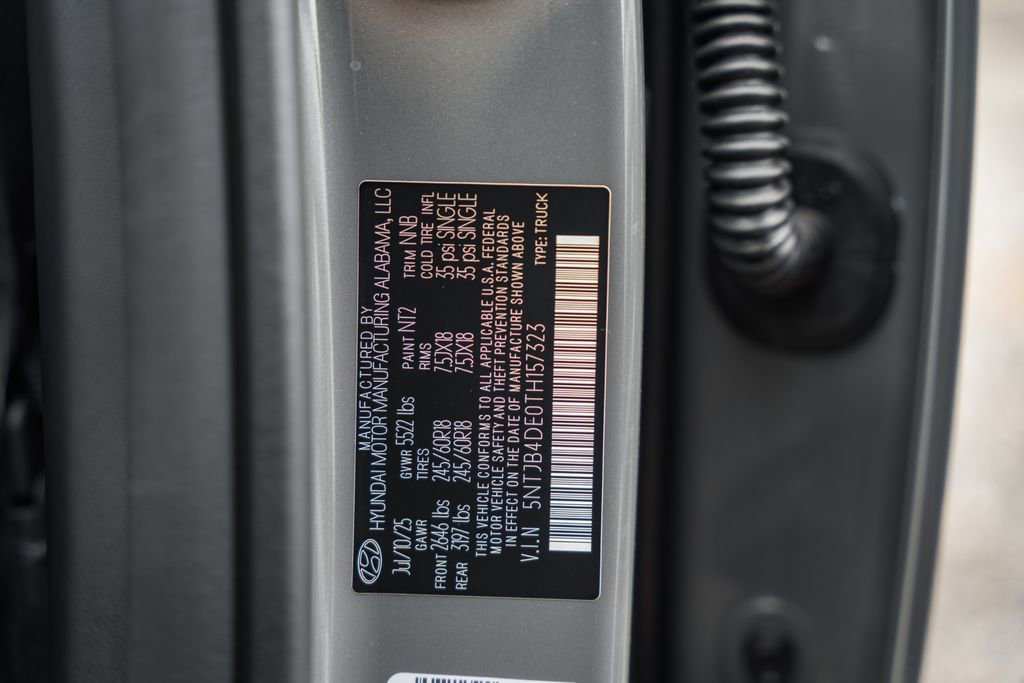 MANUFACTURED BY
HYUNDAI MOTOR MANUFACTURING ALABAMA, LLC
Jul/10/25 GVWR 5522 lbs PAINT NT2 TRIM NNB
GAWR TIRES RIMS COLD TIRE INFL
FRONT 2646 lbs 245/60R18 7.5JX18 35 psi SINGLE
REAR 3197 lbs 245/60R18 7.5JX18 35 psi SINGLE
THIS VEHICLE CONFORMS TO ALL APPLICABLE U.S.A. FEDERAL
MOTOR VEHICLE SAFETY AND THEFT PREVENTION STANDARDS
IN EFFECT ON THE DATE OF MANUFACTURE SHOWN ABOVE
V.I.N 5NTJB4DE0TH157323 TYPE: TRUCK